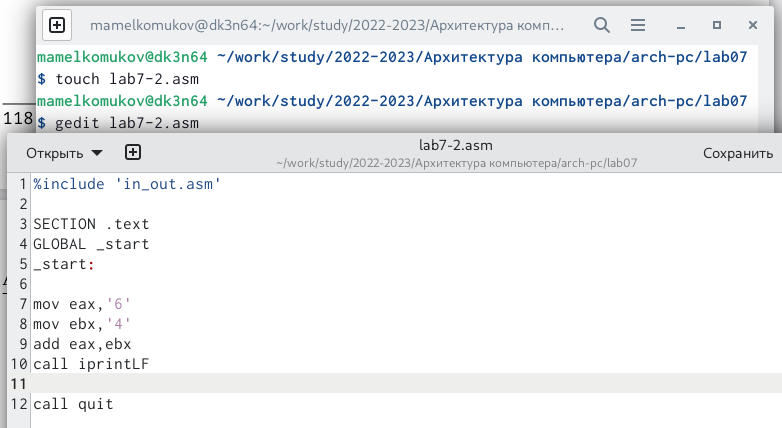 mamelkomukov@dk3n64:~/work/study/2022-2023/Архитектура комп…
mamelkomukov@dk3n64 ~/work/study/2022-2023/Архитектура компьютера/arch-pc/lab07
$ touch lab7-2.asm
mamelkomukov@dk3n64 ~/work/study/2022-2023/Архитектура компьютера/arch-pc/lab07
118
$ gedit lab7-2.asm
Открыть
lab7-2.asm
~/work/study/2022-2023/Архитектура компьютера/arch-pc/lab07
Сохранить
1 %include 'in_out.asm'
2
3 SECTION .text
4 GLOBAL _start
5 _start:
6
7 mov eax,'6'
8 mov ebx,'4'
9 add eax,ebx
10 call iprintLF
11
12 call quit